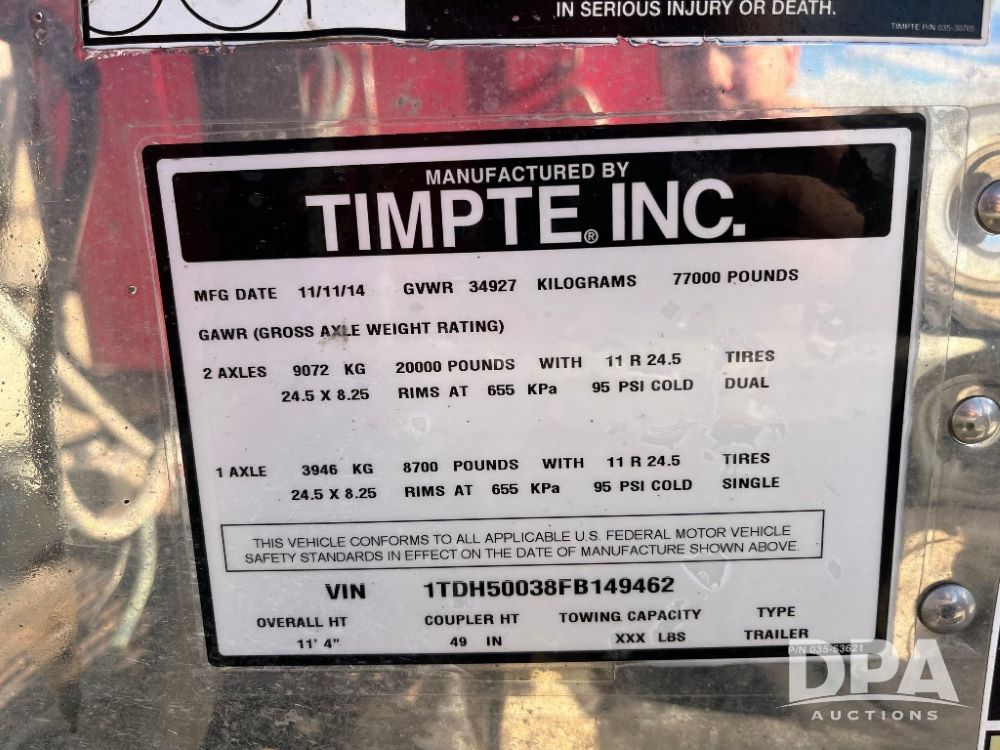 IN SERIOUS INJURY OR DEATH.
TIMPTE P/N 035-30765
MANUFACTURED BY
TIMPTE® INC.
MFG DATE 11/11/14 GVWR 34927 KILOGRAMS 77000 POUNDS
GAWR (GROSS AXLE WEIGHT RATING)
2 AXLES 9072 KG 20000 POUNDS WITH 11 R 24.5 TIRES
24.5 X 8.25 RIMS AT 655 KPa 95 PSI COLD DUAL
1 AXLE 3946 KG 8700 POUNDS WITH 11 R 24.5 TIRES
24.5 X 8.25 RIMS AT 655 KPa 95 PSI COLD SINGLE
THIS VEHICLE CONFORMS TO ALL APPLICABLE U.S. FEDERAL MOTOR VEHICLE
SAFETY STANDARDS IN EFFECT ON THE DATE OF MANUFACTURE SHOWN ABOVE.
VIN 1TDH50038FB149462
OVERALL HT COUPLER HT TOWING CAPACITY TYPE
11' 4" 49 IN XXX LBS TRAILER
P/N 035-53621
DPA
AUCTIONS